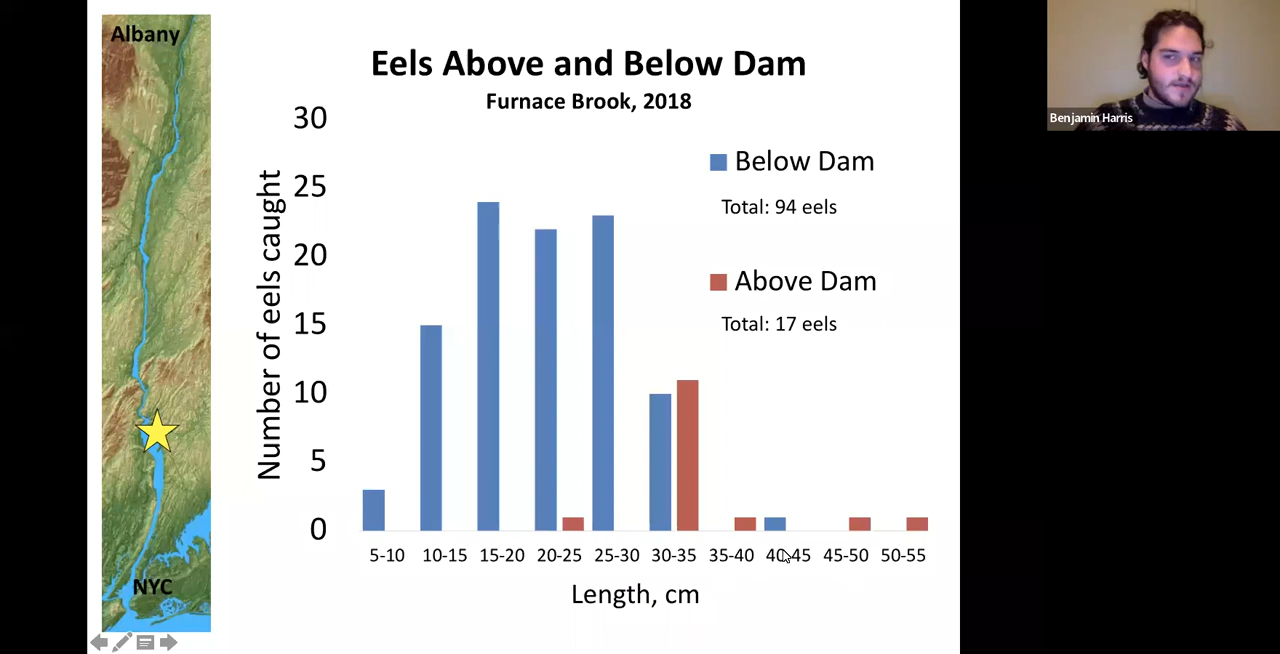 Albany
NYC
Eels Above and Below Dam
Furnace Brook, 2018
Number of eels caught
30
25
20
15
10
5
0
Below Dam
Total: 94 eels
Above Dam
Total: 17 eels
5-10 10-15 15-20 20-25 25-30 30-35 35-40 40-45 45-50 50-55
Length, cm
Benjamin Harris